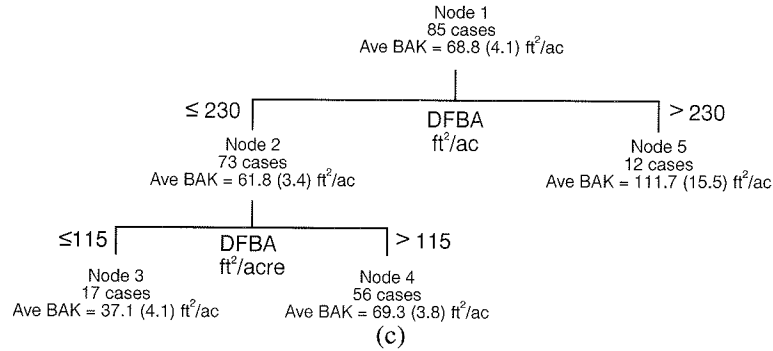 Node 1
85 cases
Ave BAK = 68.8 (4.1) ft²/ac
≤ 230
DFBA
ft²/ac
> 230
Node 2
73 cases
Ave BAK = 61.8 (3.4) ft²/ac
Node 5
12 cases
Ave BAK = 111.7 (15.5) ft²/ac
≤115
DFBA
ft²/acre
> 115
Node 3
17 cases
Ave BAK = 37.1 (4.1) ft²/ac
Node 4
56 cases
Ave BAK = 69.3 (3.8) ft²/ac
(c)